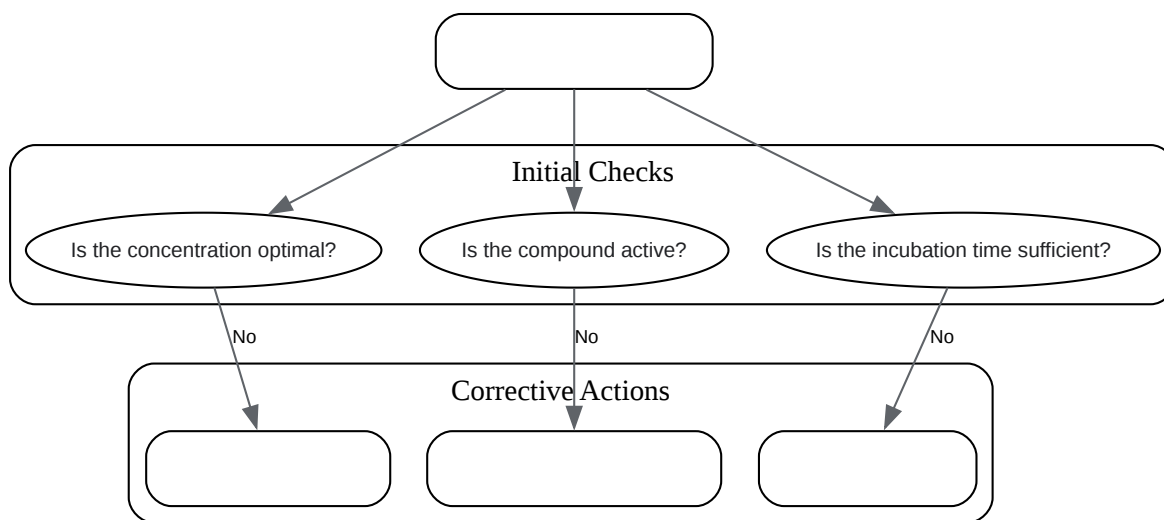 Initial Checks
Is the concentration optimal?
Is the compound active?
Is the incubation time sufficient?
No
No
No
Corrective Actions